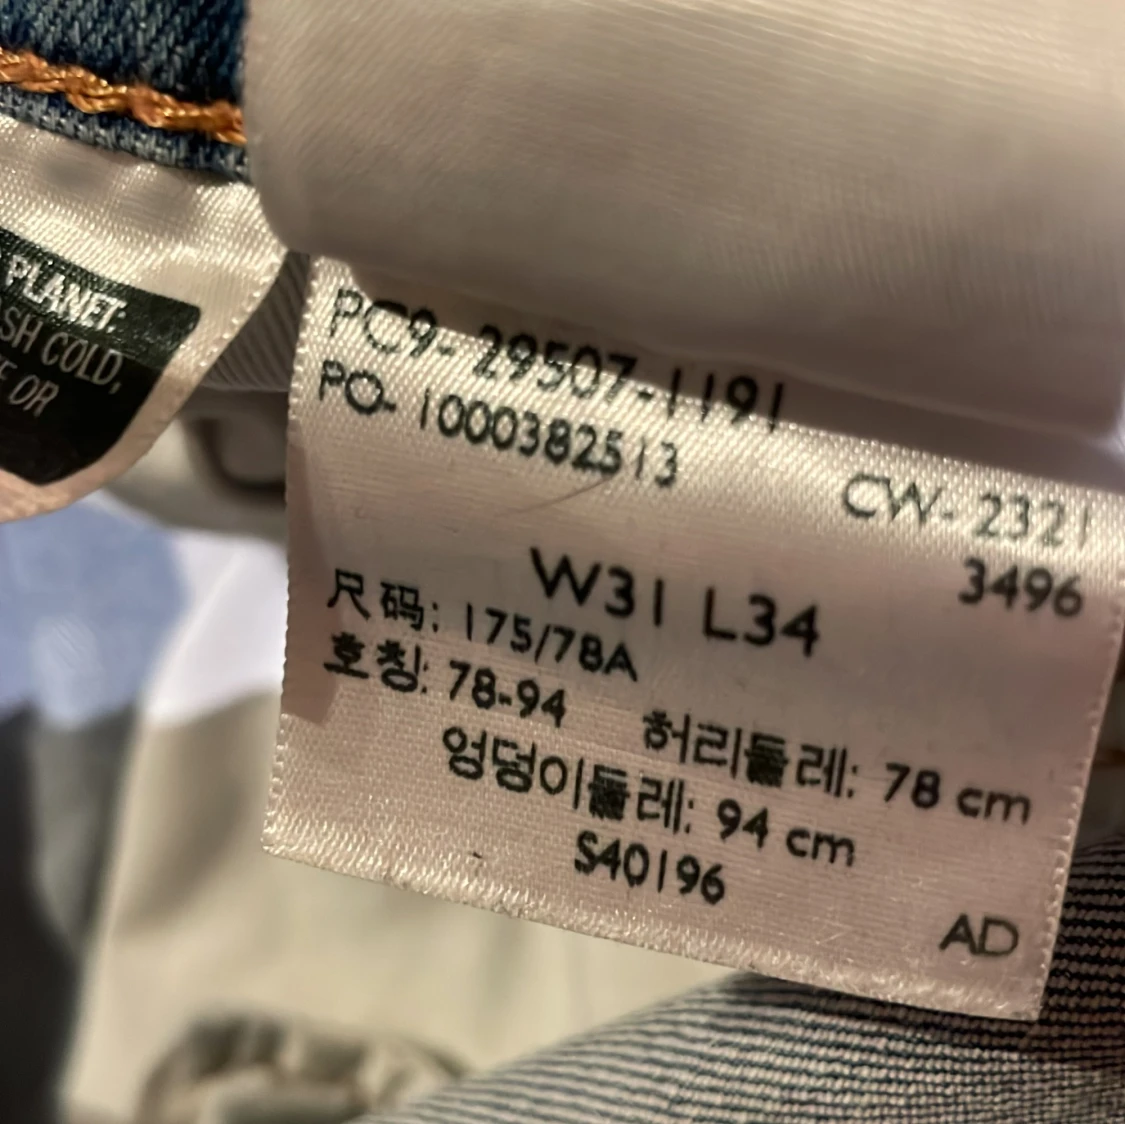 PLANET.
SH COLD,
OR
PC9-29507-1191
PO-1000382513
CW-2321
3496
W31 L34
尺码: 175/78A
호칭: 78-94 허리둘레: 78 cm
엉덩이둘레: 94 cm
S40196
AD